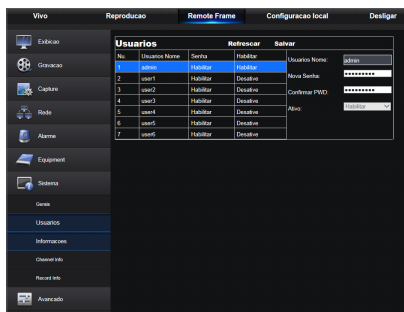 Vivo Reproducao Remote Frame Configuracao local Desligar
Exibicao
Gravacao
Capture
Rede
Alarme
Equipment
Sistema
Gerais
Usuarios
Informacoes
Channel Info
Record Info
Avancado
Usuarios Refrescar Salvar
Nu. Usuarios Nome Senha Habilitar
1 admin Habilitar Habilitar
2 user1 Habilitar Desative
3 user2 Habilitar Desative
4 user3 Habilitar Desative
5 user4 Habilitar Desative
6 user5 Habilitar Desative
7 user6 Habilitar Desative
Usuarios Nome: admin
Nova Senha: •••••••••
Confirmar PWD: •••••••••
Ativo: Habilitar